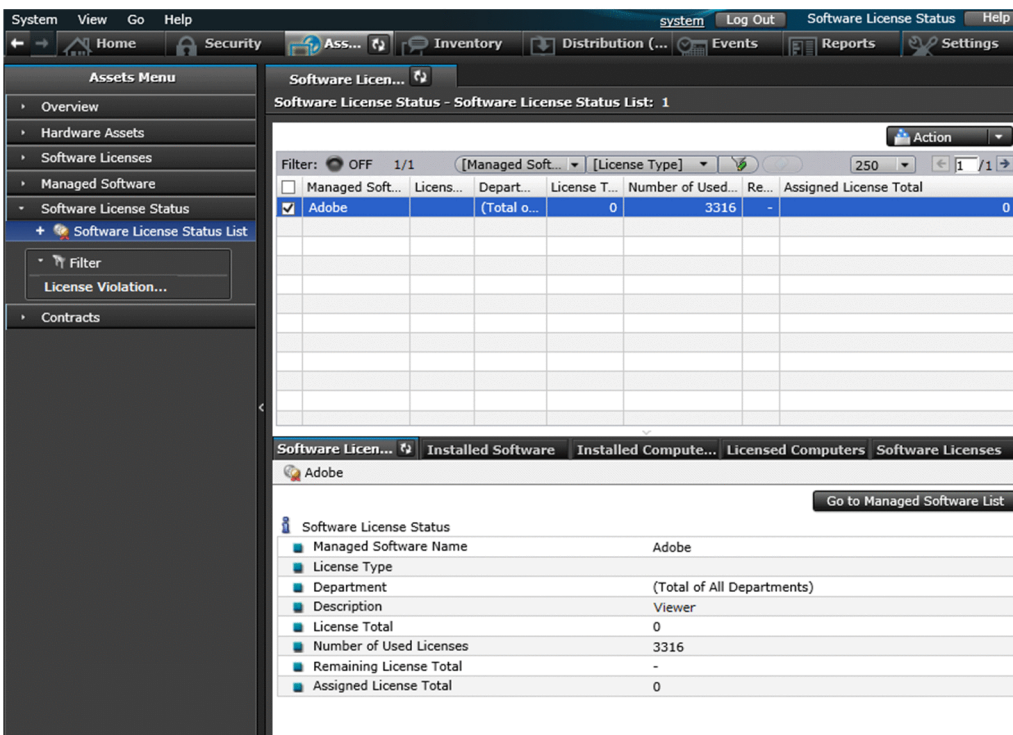 System View Go Help system Log Out Software License Status Help
Home Security Ass... Inventory Distribution (... Events Reports Settings
Assets Menu
Overview
Hardware Assets
Software Licenses
Managed Software
Software License Status
Software License Status List
Filter
License Violation...
Contracts
Software Licen...
Software License Status - Software License Status List: 1
Action
Filter: OFF 1/1 [Managed Soft... [License Type] 250 1 /1
Managed Soft... Licens... Depart... License T... Number of Used... Re... Assigned License Total
Adobe (Total o... 0 3316 - 0
Software Licen... Installed Software Installed Compute... Licensed Computers Software Licenses
Adobe
Go to Managed Software List
Software License Status
Managed Software Name Adobe
License Type
Department (Total of All Departments)
Description Viewer
License Total 0
Number of Used Licenses 3316
Remaining License Total -
Assigned License Total 0